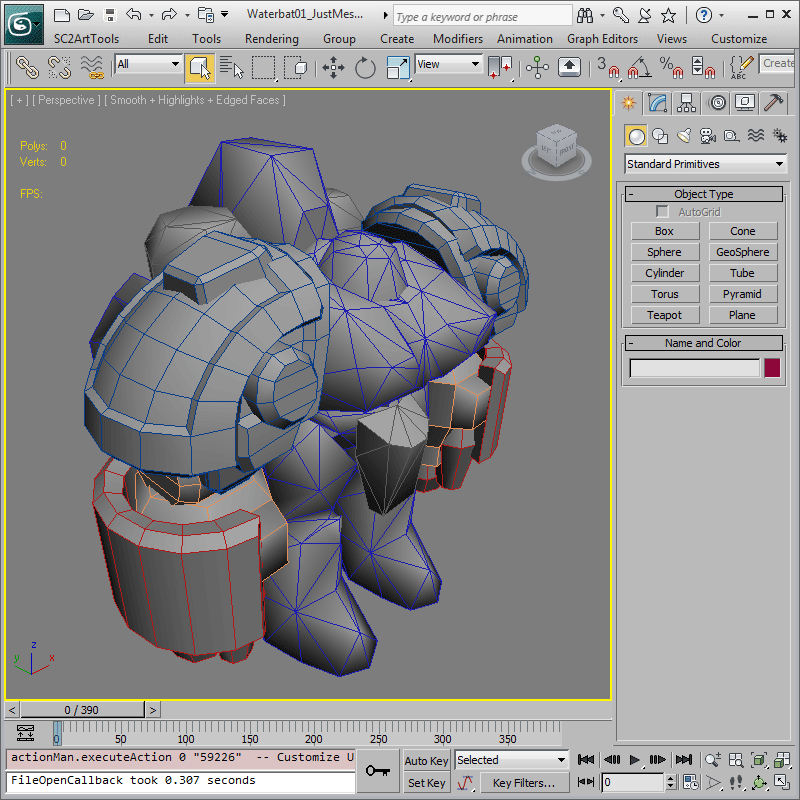 Waterbat01_JustMes...
Type a keyword or phrase
SC2ArtTools Edit Tools Rendering Group Create Modifiers Animation Graph Editors Views Customize
All
View
3
%
ABC
Create
[ + ] [ Perspective ] [ Smooth + Highlights + Edged Faces ]
Polys: 0
Verts: 0
FPS:
Standard Primitives
- Object Type
AutoGrid
Box Cone
Sphere GeoSphere
Cylinder Tube
Torus Pyramid
Teapot Plane
- Name and Color
z
y x
< 0 / 390 >
0 50 100 150 200 250 300 350
actionMan.executeAction 0 "59226" -- Customize U
FileOpenCallback took 0.307 seconds
Auto Key Selected
Set Key Key Filters...
0